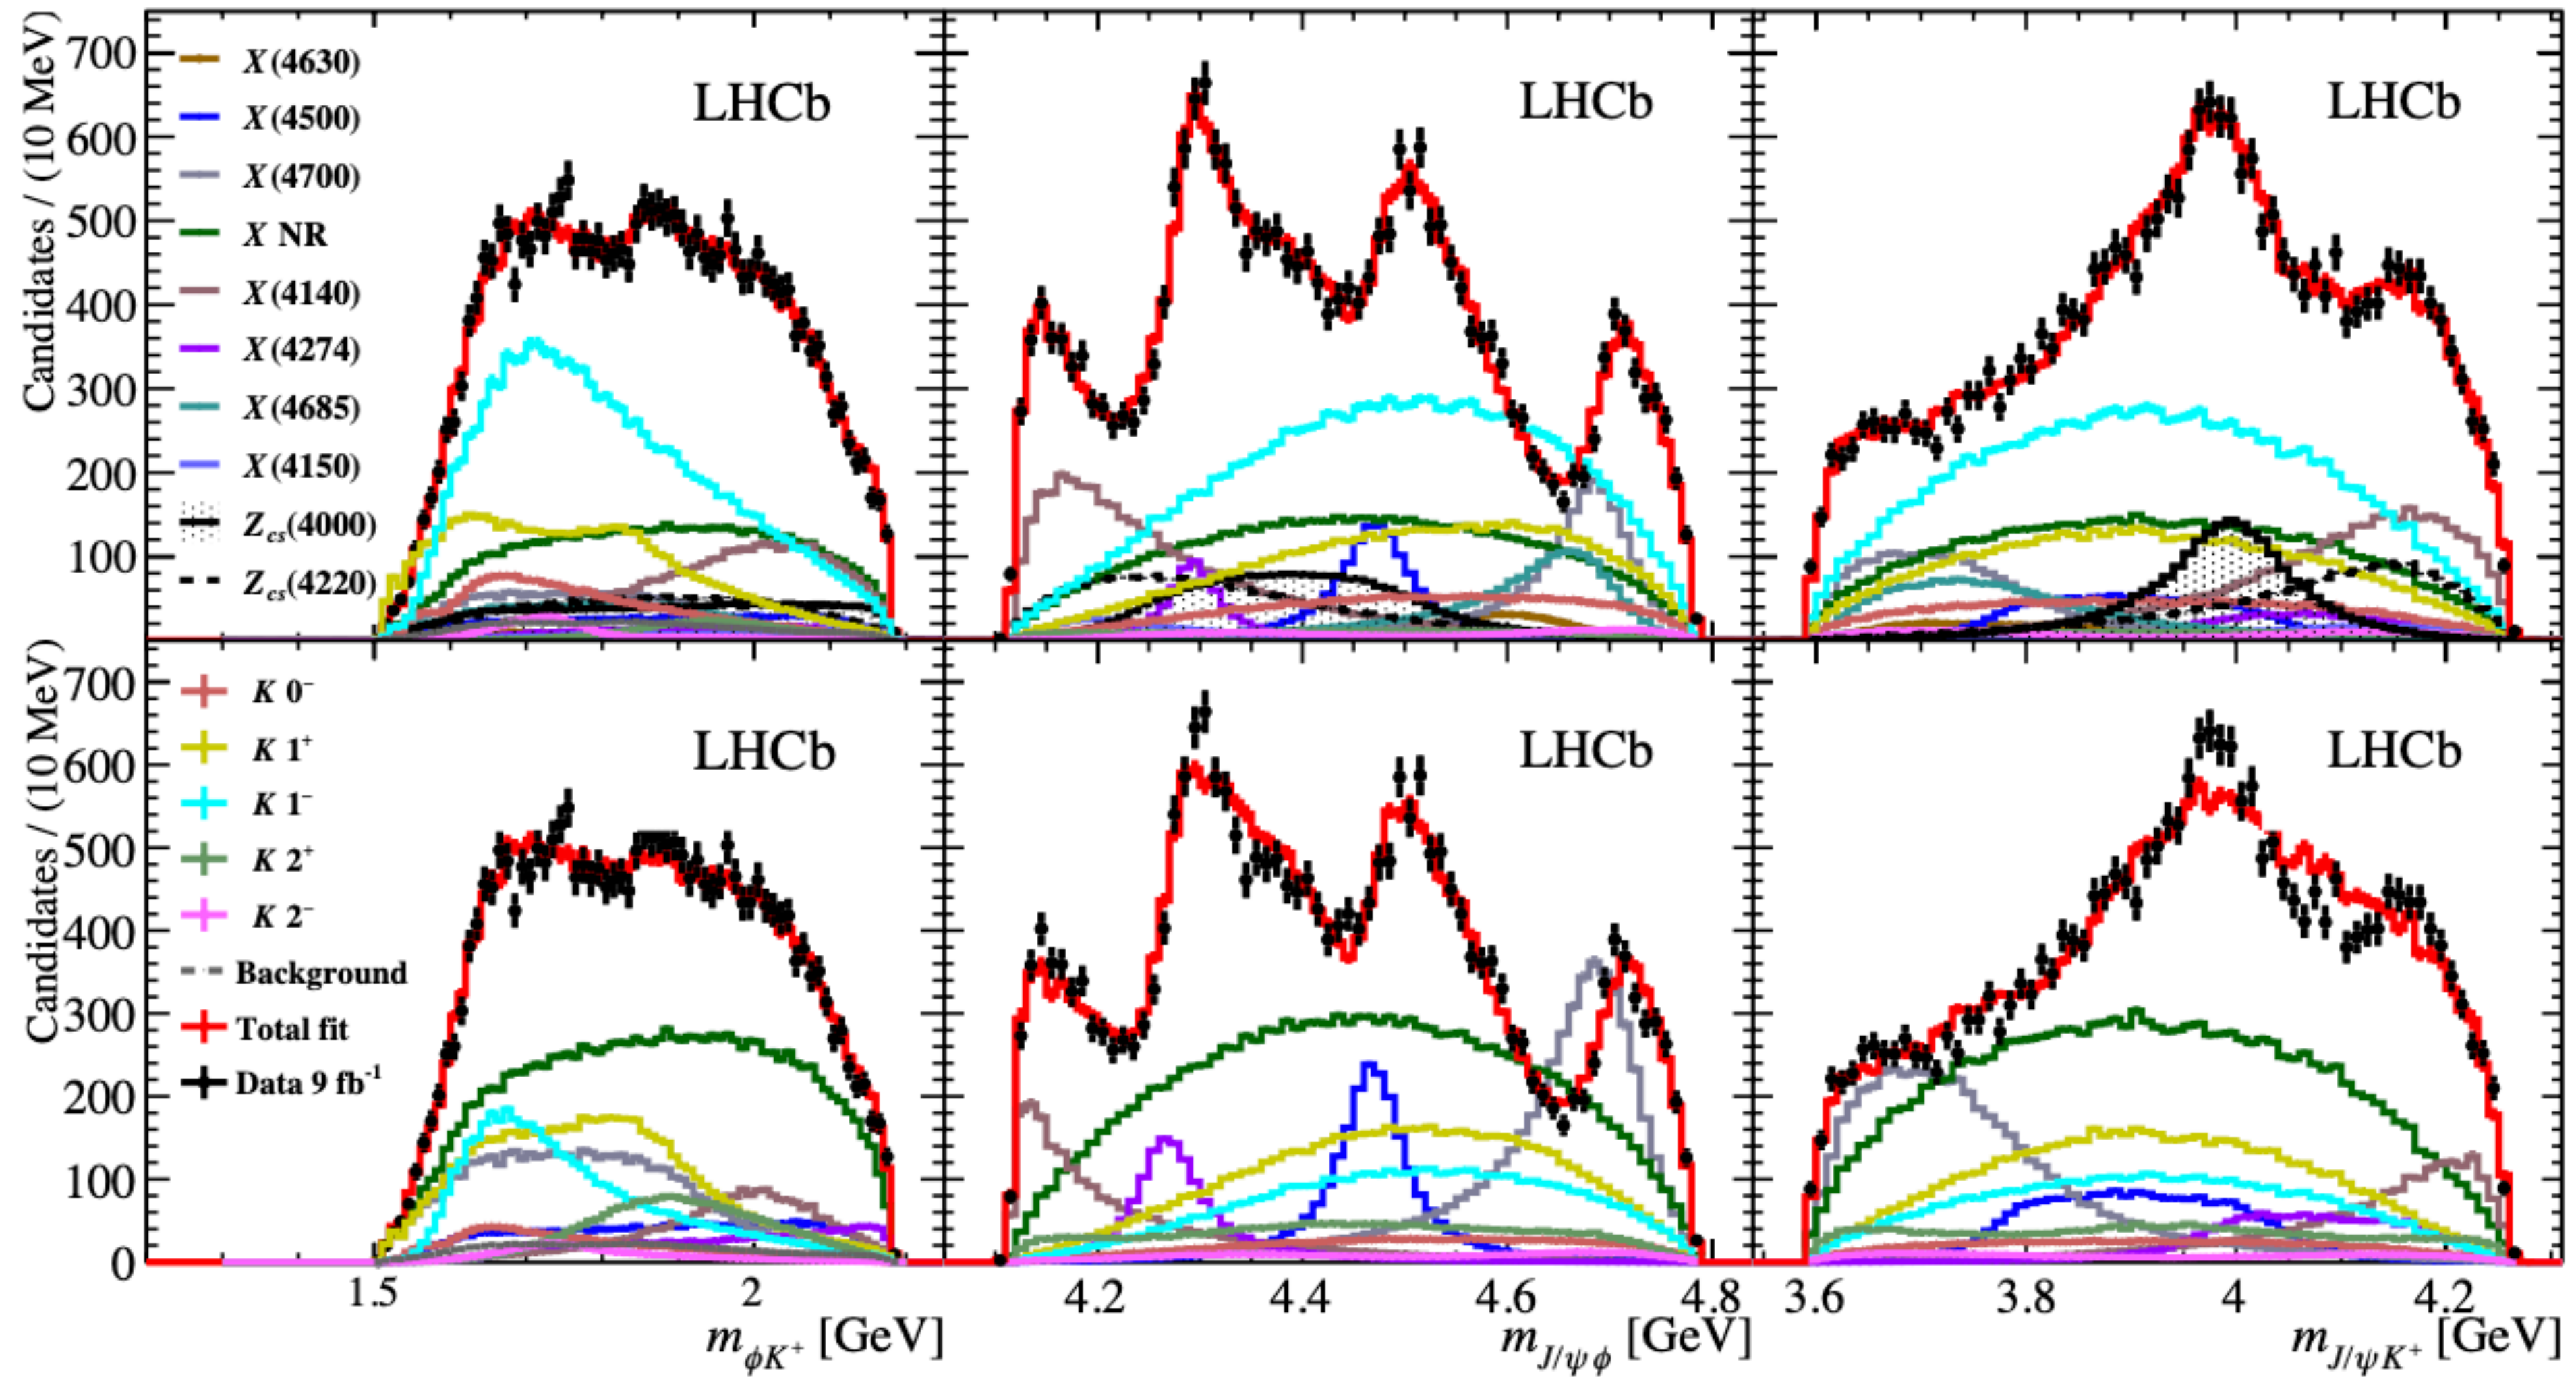 Candidates / (10 MeV)
700
600
500
400
300
200
100
X(4630)
X(4500)
X(4700)
X NR
X(4140)
X(4274)
X(4685)
X(4150)
Zcs(4000)
Zcs(4220)
LHCb
LHCb
LHCb
Candidates / (10 MeV)
700
600
500
400
300
200
100
0
K 0⁻
K 1⁺
K 1⁻
K 2⁺
K 2⁻
Background
Total fit
Data 9 fb⁻¹
LHCb
LHCb
LHCb
1.5 2
4.2 4.4 4.6 4.8
3.6 3.8 4 4.2
mϕK⁺ [GeV]
mJ/ψϕ [GeV]
mJ/ψK⁺ [GeV]